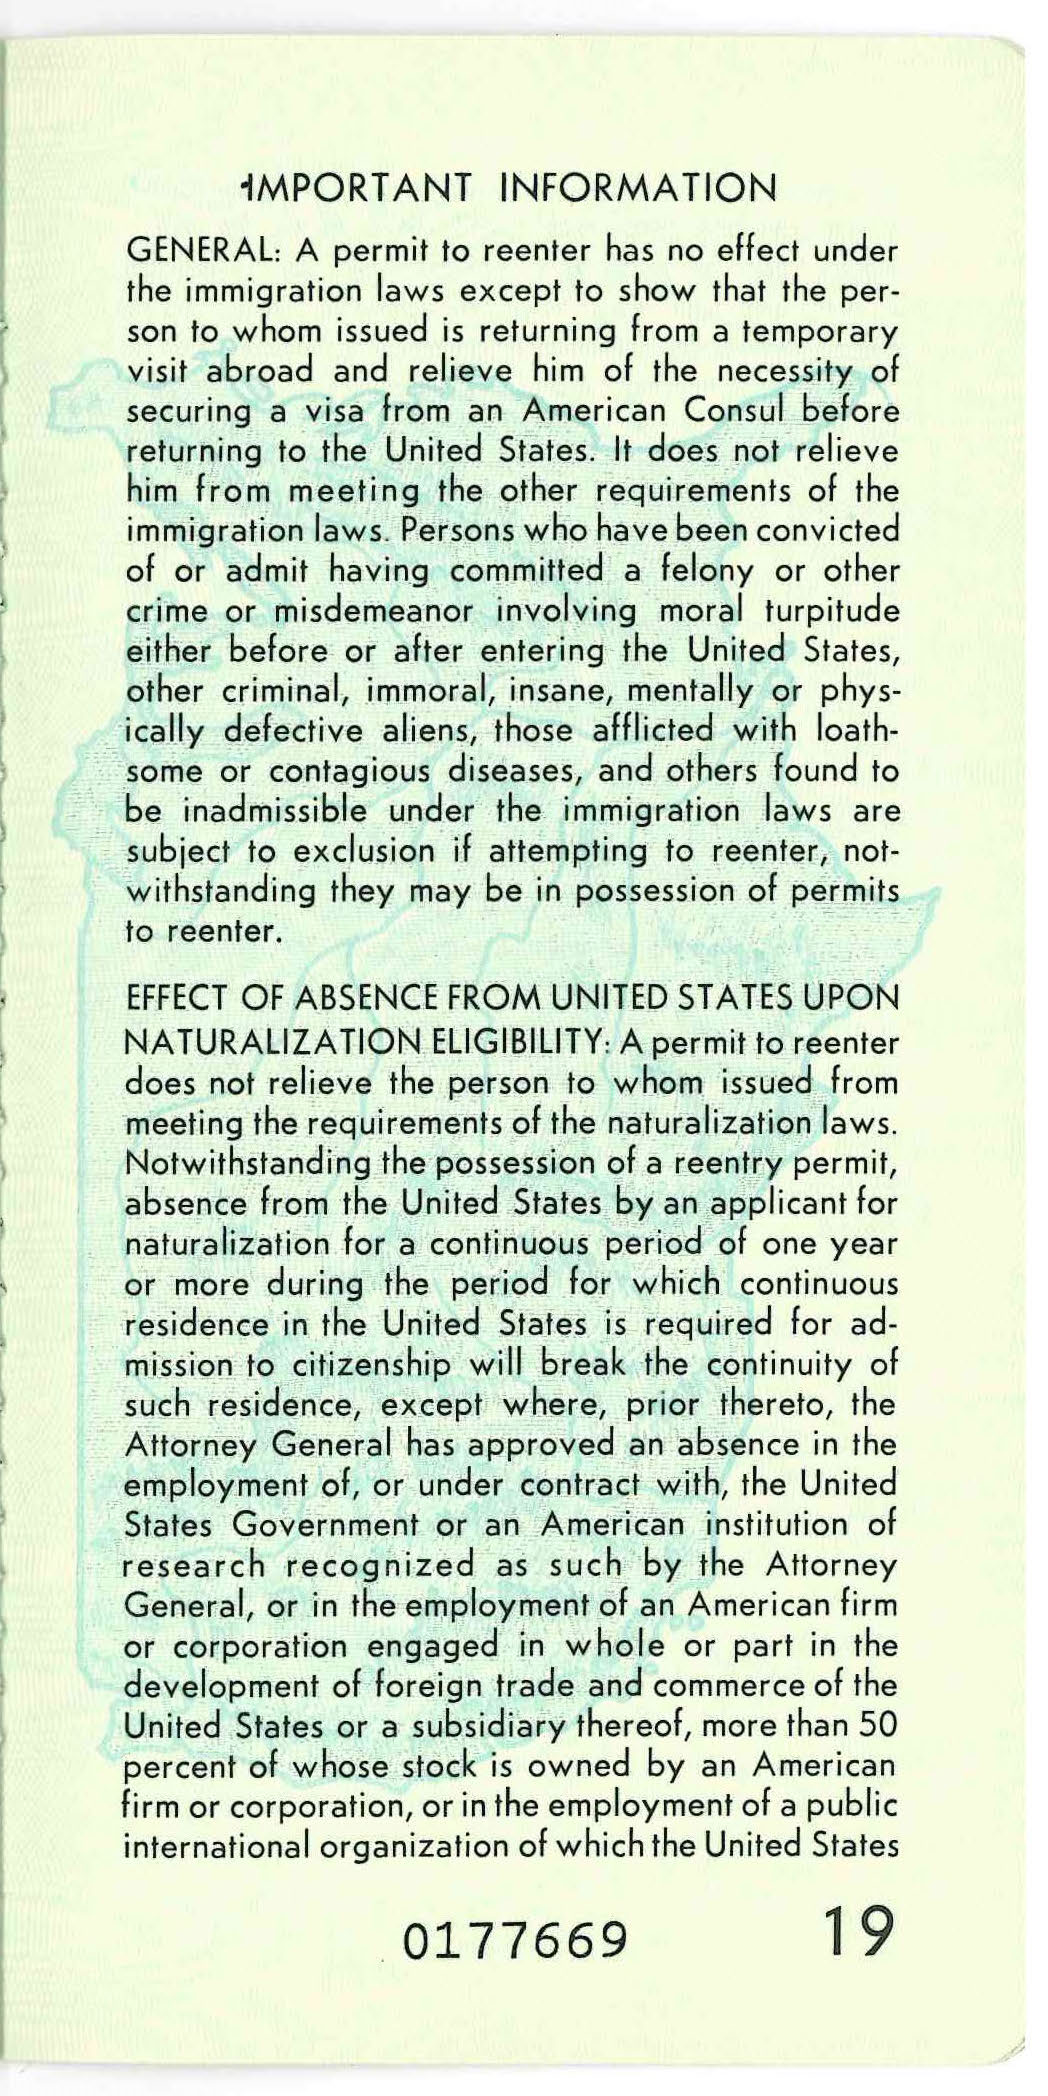 IMPORTANT INFORMATION
GENERAL: A permit to reenter has no effect under
the immigration laws except to show that the per-
son to whom issued is returning from a temporary
visit abroad and relieve him of the necessity of
securing a visa from an American Consul before
returning to the United States. It does not relieve
him from meeting the other requirements of the
immigration laws. Persons who have been convicted
of or admit having committed a felony or other
crime or misdemeanor involving moral turpitude
either before or after entering the United States,
other criminal, immoral, insane, mentally or phys-
ically defective aliens, those afflicted with loath-
some or contagious diseases, and others found to
be inadmissible under the immigration laws are
subject to exclusion if attempting to reenter, not-
withstanding they may be in possession of permits
to reenter.
EFFECT OF ABSENCE FROM UNITED STATES UPON
NATURALIZATION ELIGIBILITY: A permit to reenter
does not relieve the person to whom issued from
meeting the requirements of the naturalization laws.
Notwithstanding the possession of a reentry permit,
absence from the United States by an applicant for
naturalization for a continuous period of one year
or more during the period for which continuous
residence in the United States is required for ad-
mission to citizenship will break the continuity of
such residence, except where, prior thereto, the
Attorney General has approved an absence in the
employment of, or under contract with, the United
States Government or an American institution of
research recognized as such by the Attorney
General, or in the employment of an American firm
or corporation engaged in whole or part in the
development of foreign trade and commerce of the
United States or a subsidiary thereof, more than 50
percent of whose stock is owned by an American
firm or corporation, or in the employment of a public
international organization of which the United States
0177669 19